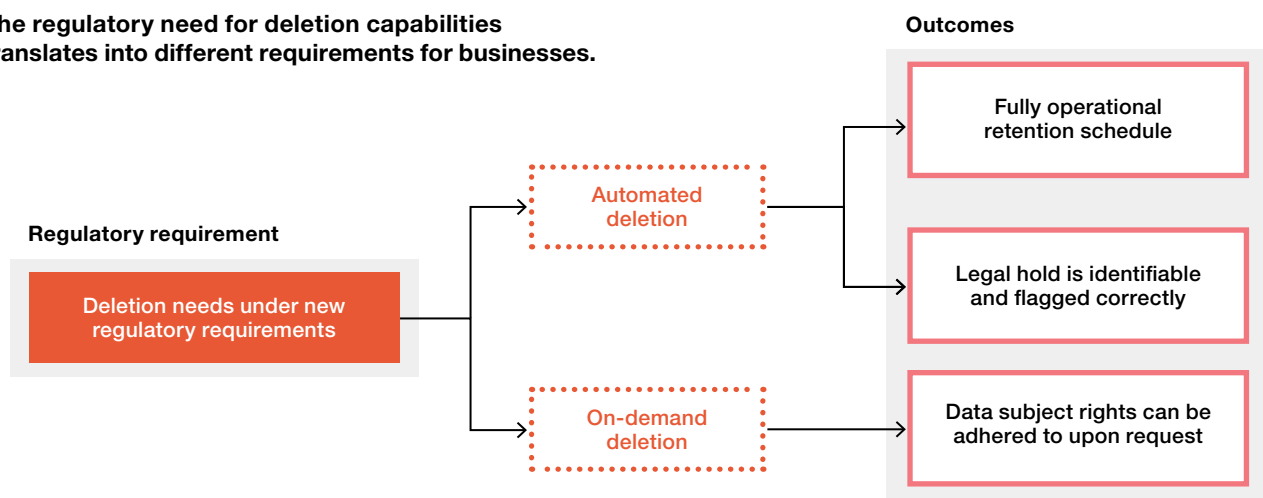 he regulatory need for deletion capabilities
ranslates into different requirements for businesses.
Outcomes
Fully operational
retention schedule
Automated
deletion
Regulatory requirement
Legal hold is identifiable
and flagged correctly
Deletion needs under new
regulatory requirements
On-demand
deletion
Data subject rights can be
adhered to upon request